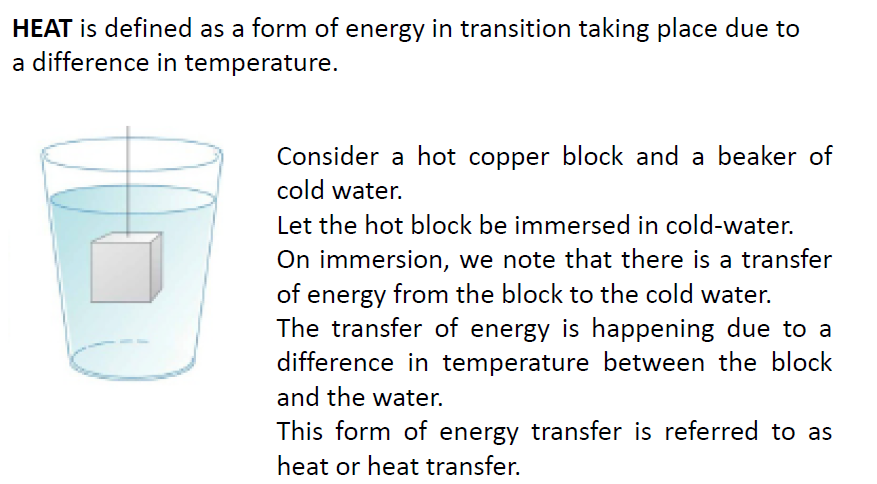 HEAT is defined as a form of energy in transition taking place due to
a difference in temperature.
Consider a hot copper block and a beaker of
cold water.
Let the hot block be immersed in cold-water.
On immersion, we note that there is a transfer
of energy from the block to the cold water.
The transfer of energy is happening due to a
difference in temperature between the block
and the water.
This form of energy transfer is referred to as
heat or heat transfer.